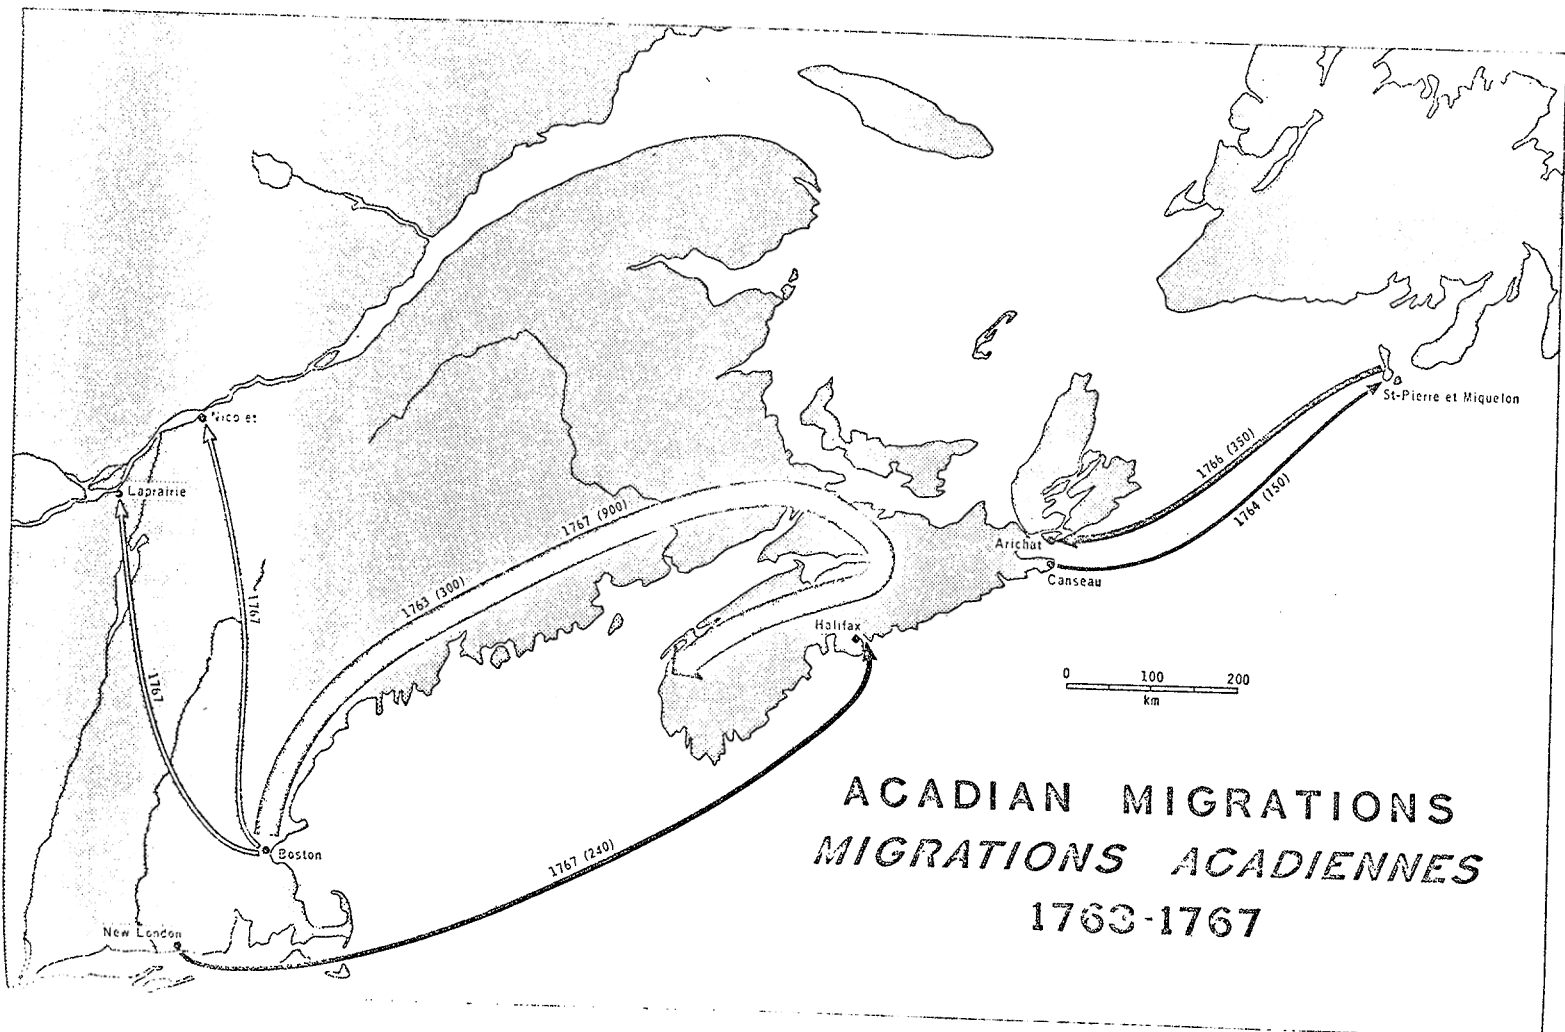 Nicolet
Laprairie
1767
1767
1763 (300)
1767 (900)
Boston
New London
1767 (240)
Halifax
Arichat
Canseau
1766 (350)
1764 (150)
St-Pierre et Miquelon
0 100 200
km
ACADIAN MIGRATIONS
MIGRATIONS ACADIENNES
1763-1767